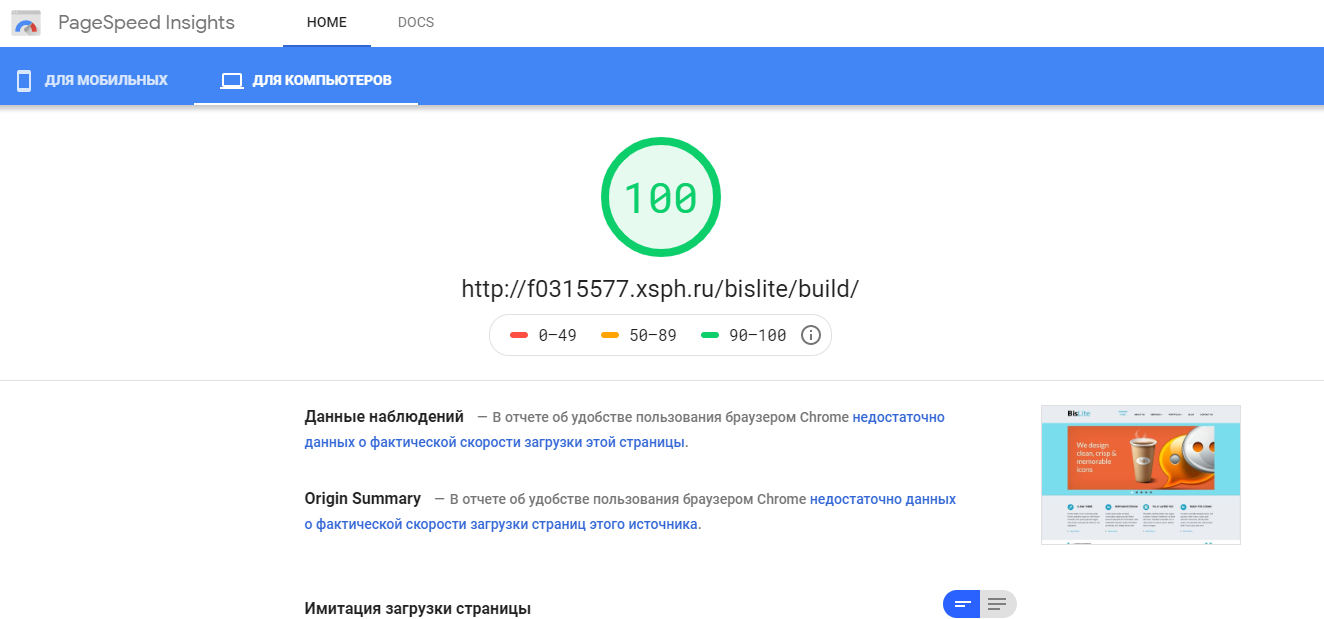 PageSpeed Insights
HOME
DOCS
ДЛЯ МОБИЛЬНЫХ
ДЛЯ КОМПЬЮТЕРОВ
100
http://f0315577.xsph.ru/bislite/build/
0–49
50–89
90–100
Данные наблюдений — В отчете об удобстве пользования браузером Chrome недостаточно
данных о фактической скорости загрузки этой страницы.
BisLite
We design
clean, crisp &
memorable
icons
Origin Summary — В отчете об удобстве пользования браузером Chrome недостаточно данных
о фактической скорости загрузки страниц этого источника.
Имитация загрузки страницы